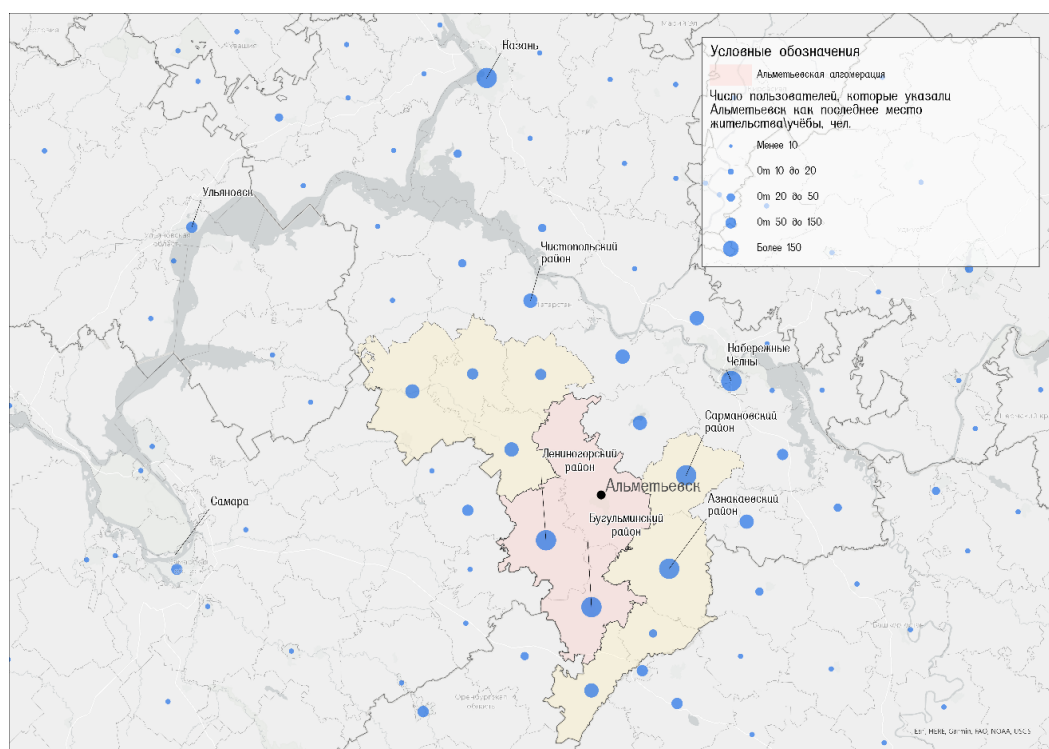 Казань
Условные обозначения
Альметьевская агломерация
Число пользователей, которые указали
Альметьевск как последнее место
жительства\учёбы, чел.
Менее 10
От 10 до 20
От 20 до 50
От 50 до 150
Более 150
Ульяновск
Чистопольский
район
Набережные
Челны
Сармановский
район
Лениногорский
район
Альметьевск
Азнакаевский
район
Бугульминский
район
Самара
Оренбургская
область
Esri, HERE, Garmin, FAO, NOAA, USGS